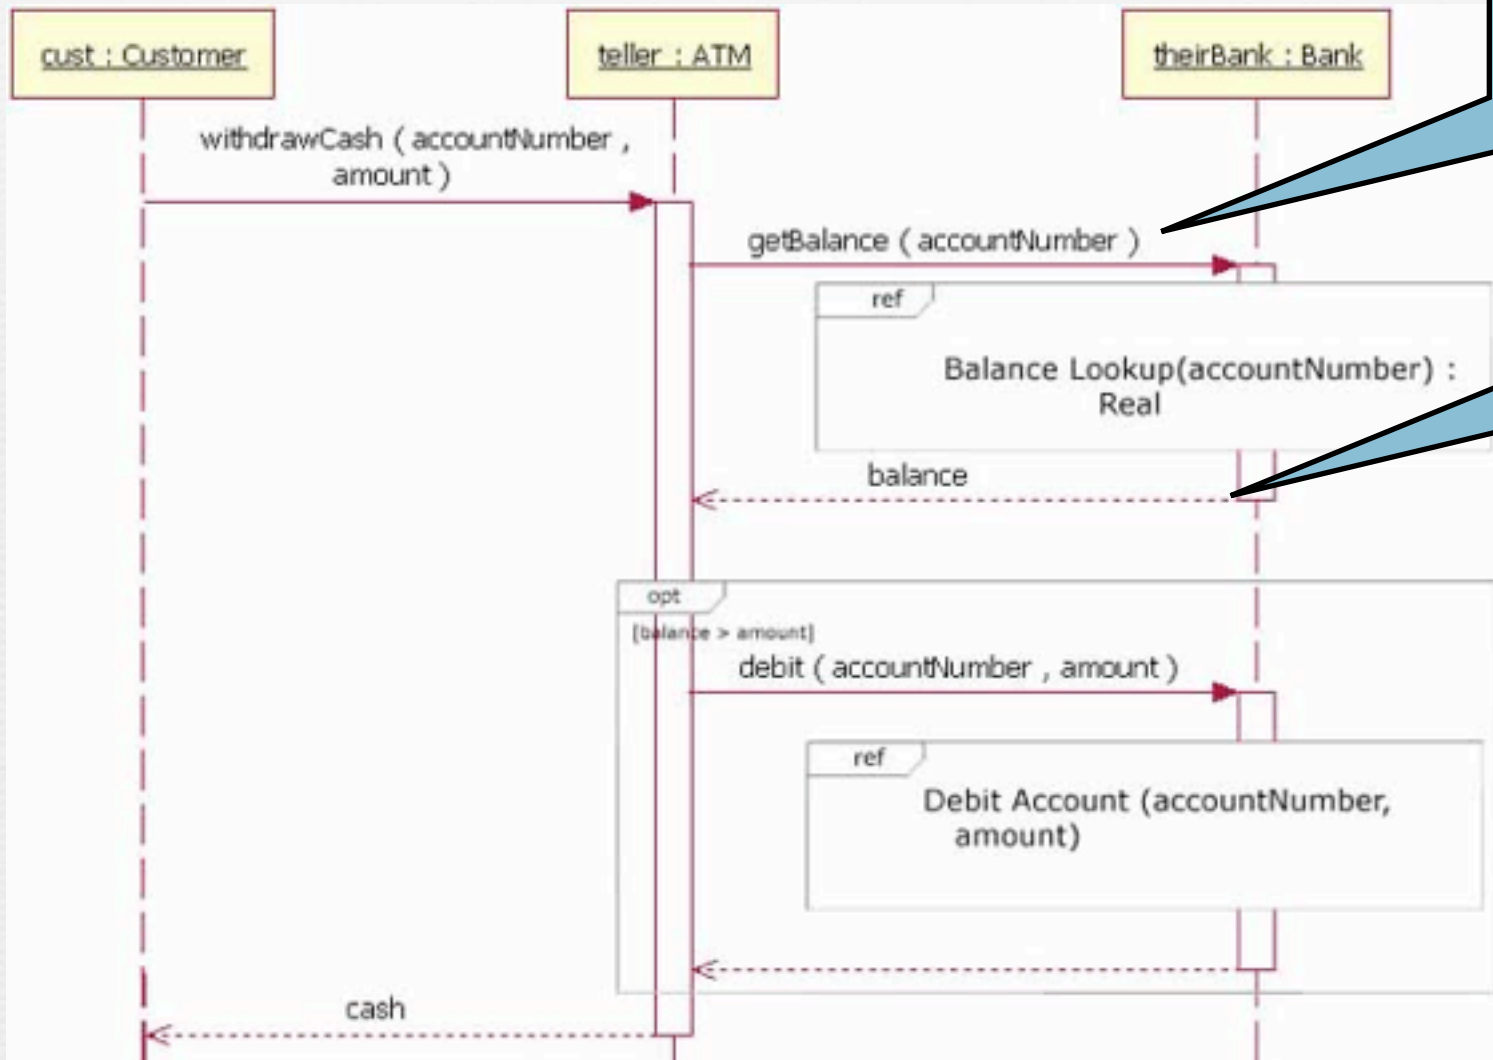 cust : Customer
teller : ATM
theirBank : Bank
withdrawCash ( accountNumber ,
amount )
getBalance ( accountNumber )
ref
Balance Lookup(accountNumber) :
Real
balance
opt
[balance > amount]
debit ( accountNumber , amount )
ref
Debit Account (accountNumber,
amount)
cash